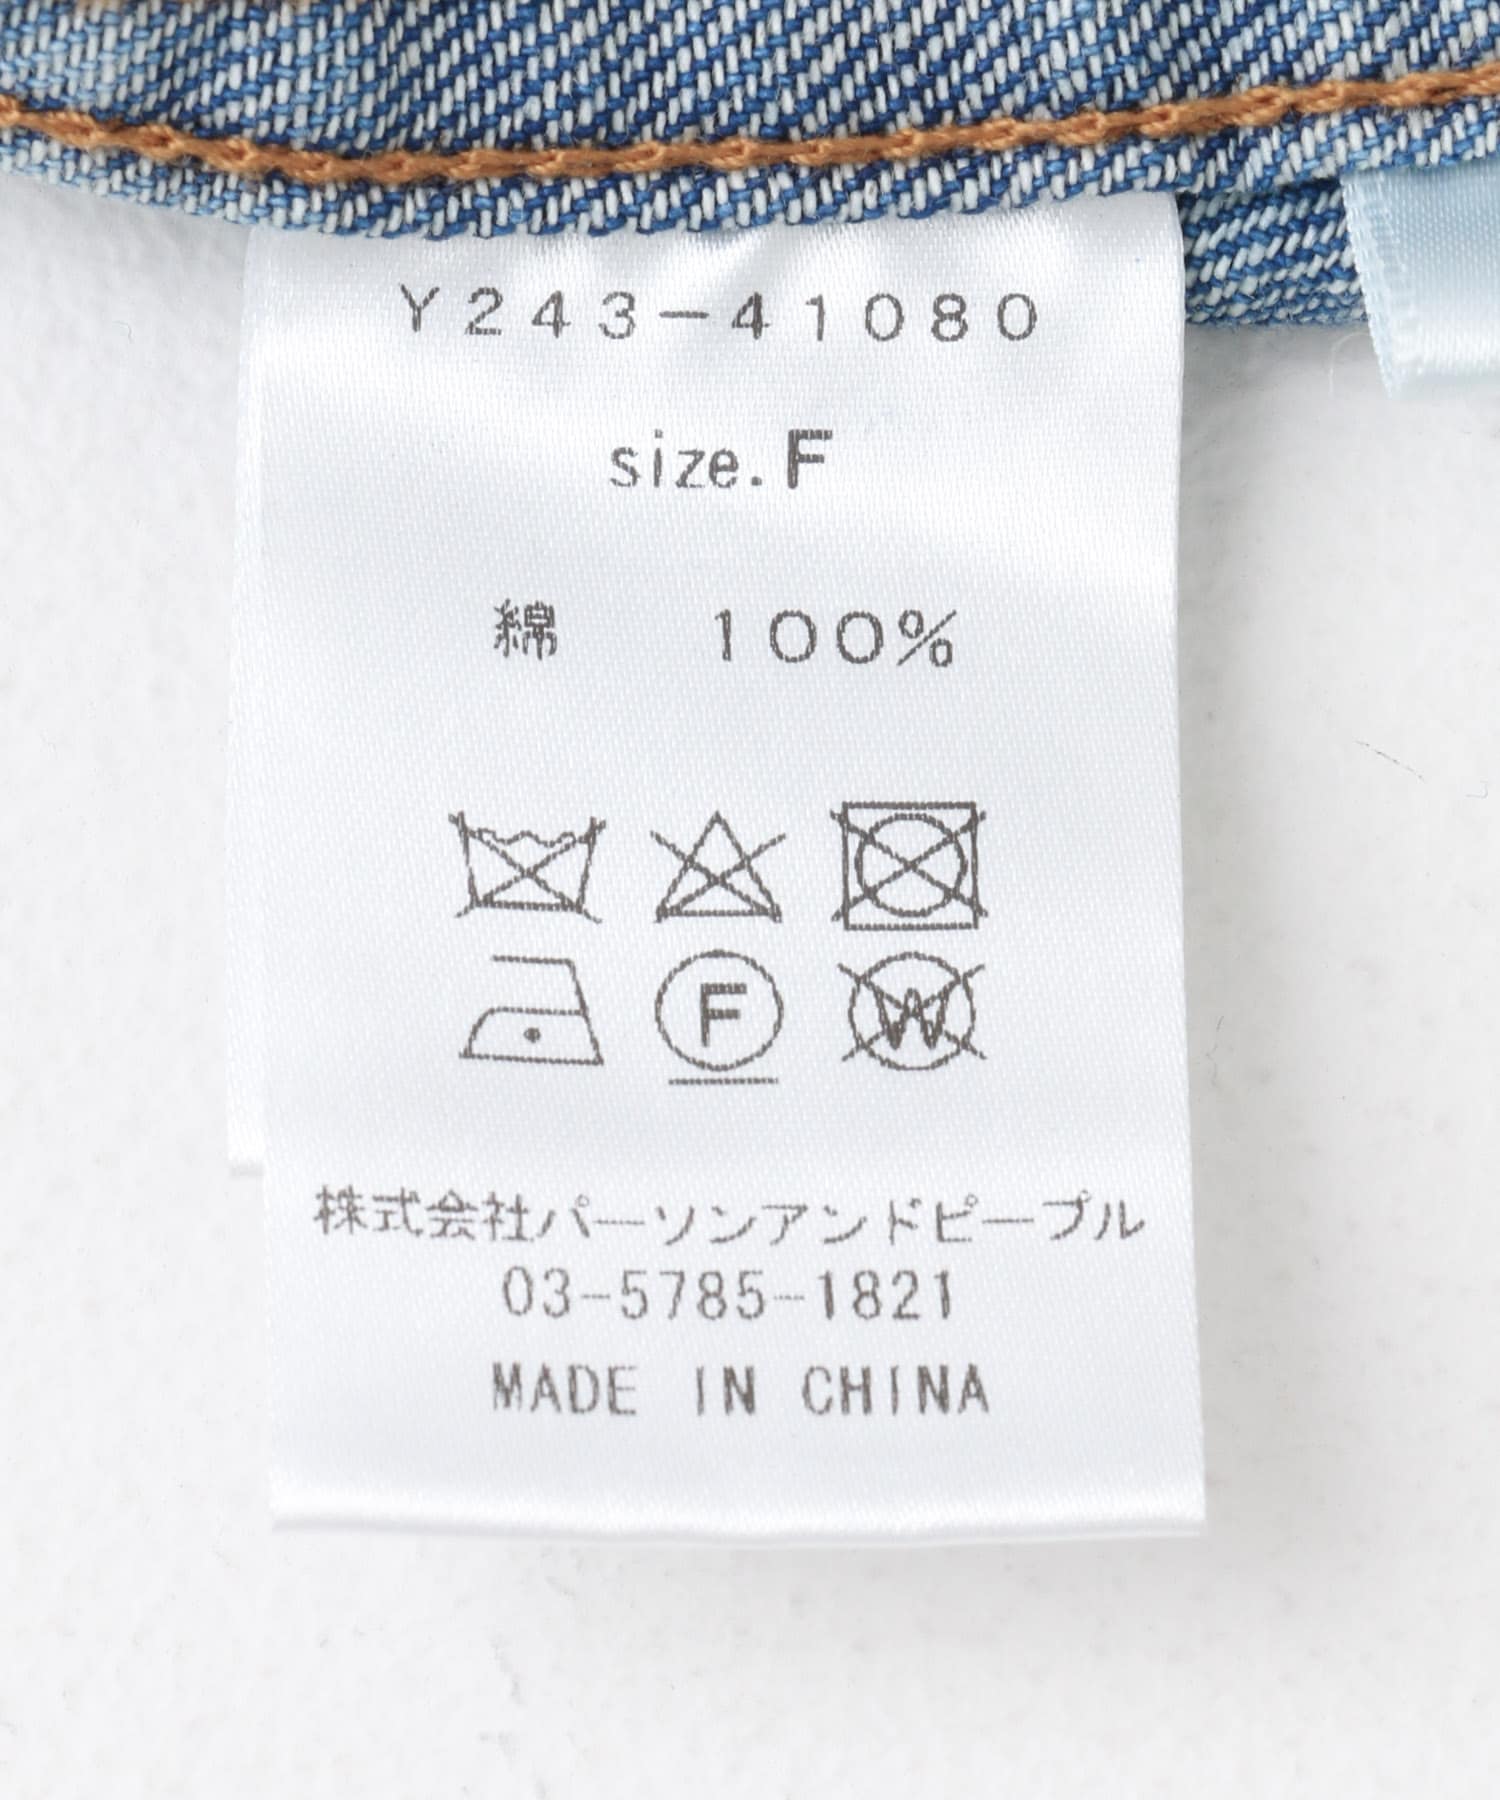 Y243-41080
size.F
綿 100%
F W
株式会社パーソンアンドピープル
03-5785-1821
MADE IN CHINA